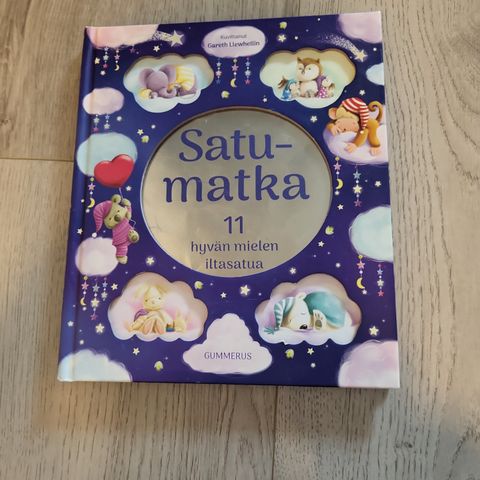 Kuvittanut
Gareth Llewhellin
Satu-
matka
11
hyvän mielen
iltasatua
GUMMERUS